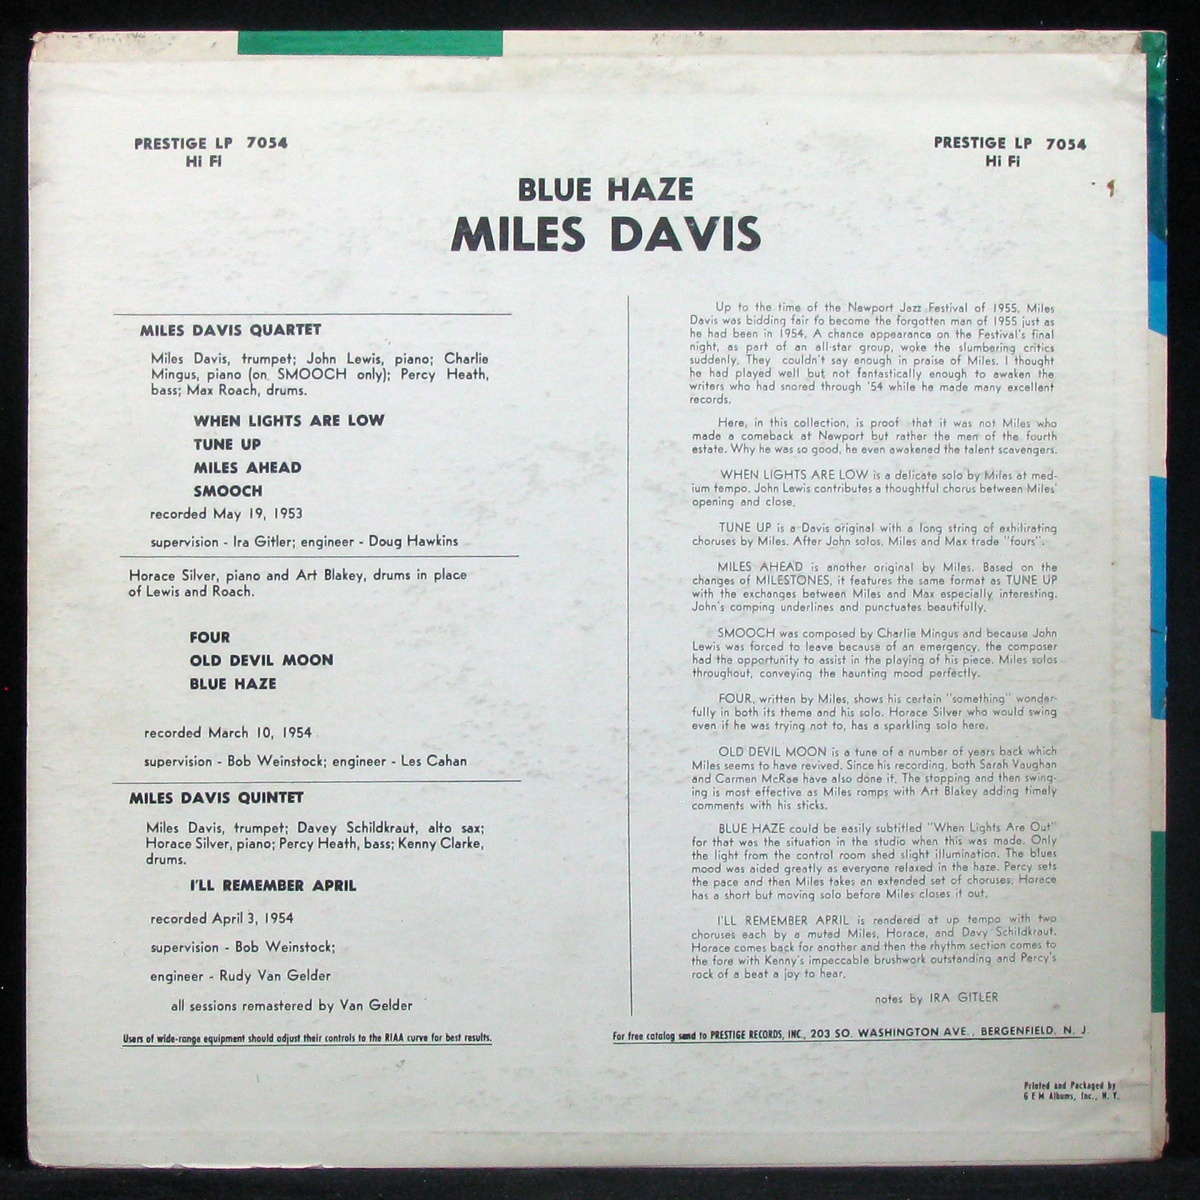 PRESTIGE LP 7054
Hi Fi
PRESTIGE LP 7054
Hi Fi
BLUE HAZE
MILES DAVIS
MILES DAVIS QUARTET
Miles Davis, trumpet; John Lewis, piano; Charlie
Mingus, piano (on SMOOCH only); Percy Heath,
bass; Max Roach, drums.
WHEN LIGHTS ARE LOW
TUNE UP
MILES AHEAD
SMOOCH
recorded May 19, 1953
supervision - Ira Gitler; engineer - Doug Hawkins
Horace Silver, piano and Art Blakey, drums in place
of Lewis and Roach.
FOUR
OLD DEVIL MOON
BLUE HAZE
recorded March 10, 1954
supervision - Bob Weinstock; engineer - Les Cahan
MILES DAVIS QUINTET
Miles Davis, trumpet; Davey Schildkraut, alto sax;
Horace Silver, piano; Percy Heath, bass; Kenny Clarke,
drums.
I'LL REMEMBER APRIL
recorded April 3, 1954
supervision - Bob Weinstock;
engineer - Rudy Van Gelder
all sessions remastered by Van Gelder
Users of wide-range equipment should adjust their controls to the RIAA curve for best results.
Up to the time of the Newport Jazz Festival of 1955, Miles
Davis was bidding fair fo become the forgotten man of 1955 just as
he had been in 1954. A chance appearance on the Festival's final
night, as part of an all-star group, woke the slumbering critics
suddenly. They couldn't say enough in praise of Miles. I thought
he had played well but not fantastically enough to awaken the
writers who had snored through '54 while he made many excellent
records.
Here, in this collection, is proof that it was not Miles who
made a comeback at Newport but rather the men of the fourth
estate. Why he was so good, he even awakened the talent scavengers.
WHEN LIGHTS ARE LOW is a delicate solo by Miles at med-
ium tempo. John Lewis contributes a thoughtful chorus between Miles'
opening and close.
TUNE UP is a Davis original with a long string of exhilirating
choruses by Miles. After John solos, Miles and Max trade "fours".
MILES AHEAD is another original by Miles. Based on the
changes of MILESTONES, it features the same format as TUNE UP
with the exchanges between Miles and Max especially interesting.
John's comping underlines and punctuates beautifully.
SMOOCH was composed by Charlie Mingus and because John
Lewis was forced to leave because of an emergency, the composer
had the opportunity to assist in the playing of his piece. Miles solos
throughout, conveying the haunting mood perfectly.
FOUR, written by Miles, shows his certain "something" wonder-
fully in both its theme and his solo. Horace Silver who would swing
even if he was trying not to, has a sparkling solo here.
OLD DEVIL MOON is a tune of a number of years back which
Miles seems to have revived. Since his recording, both Sarah Vaughan
and Carmen McRae have also done it. The stopping and then swing-
ing is most effective as Miles romps with Art Blakey adding timely
comments with his sticks.
BLUE HAZE could be easily subtitled "When Lights Are Out"
for that was the situation in the studio when this was made. Only
the light from the control room shed slight illumination. The blues
mood was aided greatly as everyone relaxed in the haze. Percy sets
the pace and then Miles takes an extended set of choruses. Horace
has a short but moving solo before Miles closes it out.
I'LL REMEMBER APRIL is rendered at up tempo with two
choruses each by a muted Miles, Horace, and Davy Schildkraut.
Horace comes back for another and then the rhythm section comes to
the fore with Kenny's impeccable brushwork outstanding and Percy's
rock of a beat a joy to hear.
notes by IRA GITLER
For free catalog send to PRESTIGE RECORDS, INC., 203 SO. WASHINGTON AVE., BERGENFIELD, N. J.
Printed and Packaged by
G E M Albums, Inc., N. Y.